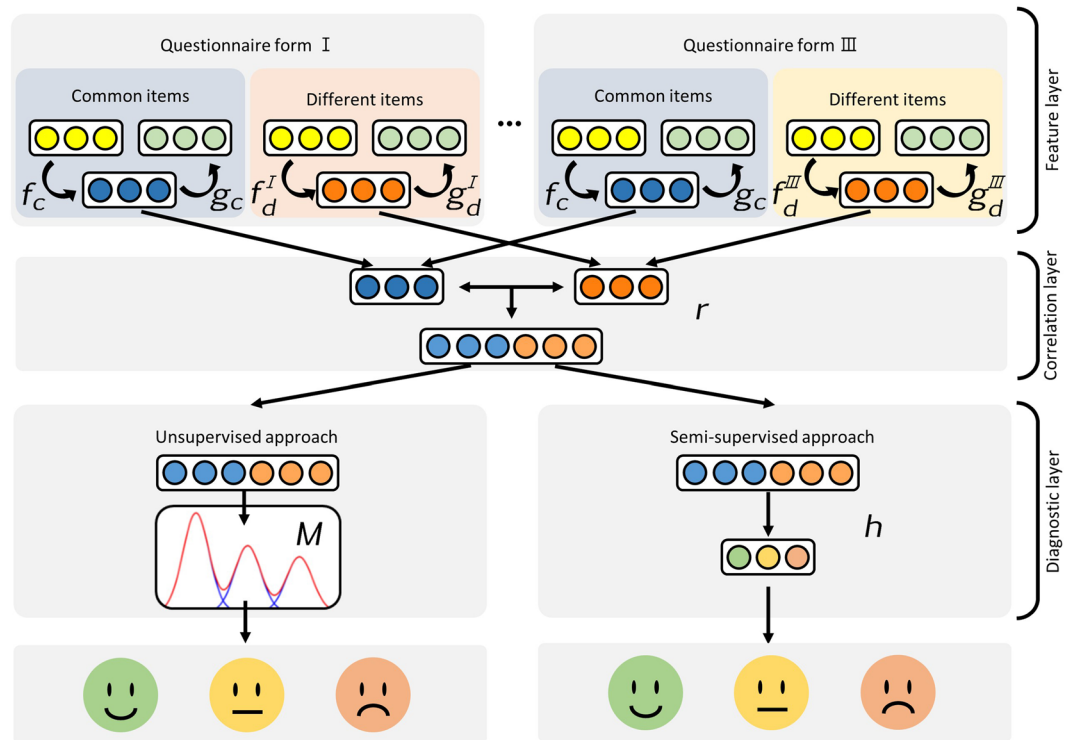 Questionnaire form Ⅰ
Questionnaire form Ⅲ
Common items
Different items
Common items
Different items
...
f_c
g_c
f_d^Ⅰ
g_d^Ⅰ
f_c
g_c
f_d^Ⅲ
g_d^Ⅲ
Feature layer
r
Correlation layer
Unsupervised approach
Semi-supervised approach
M
h
Diagnostic layer